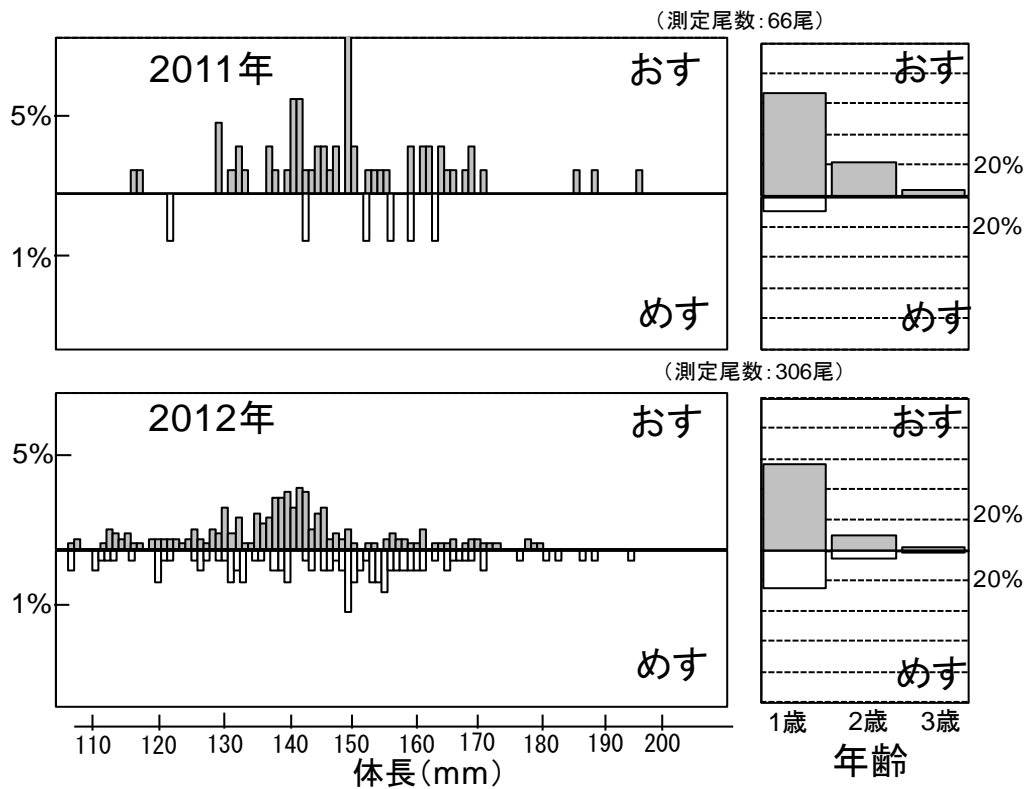 （測定尾数：66尾）
2011年
おす
おす
5%
20%
20%
1%
めす
めす
（測定尾数：306尾）
2012年
おす
おす
5%
20%
20%
1%
めす
めす
110 120 130 140 150 160 170 180 190 200
体長（mm）
1歳 2歳 3歳
年齢